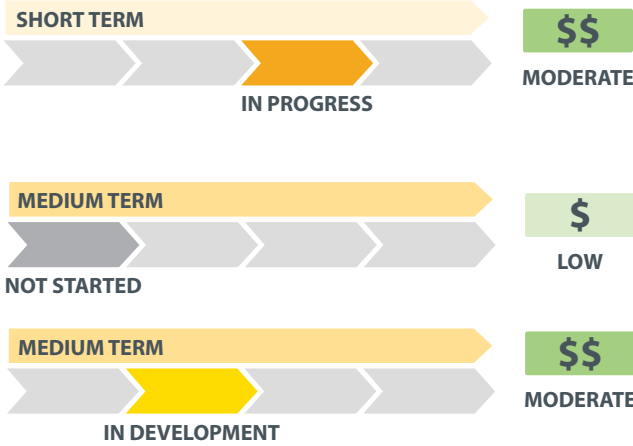 SHORT TERM
$$
IN PROGRESS
MODERATE
MEDIUM TERM
$
NOT STARTED
LOW
MEDIUM TERM
$$
IN DEVELOPMENT
MODERATE